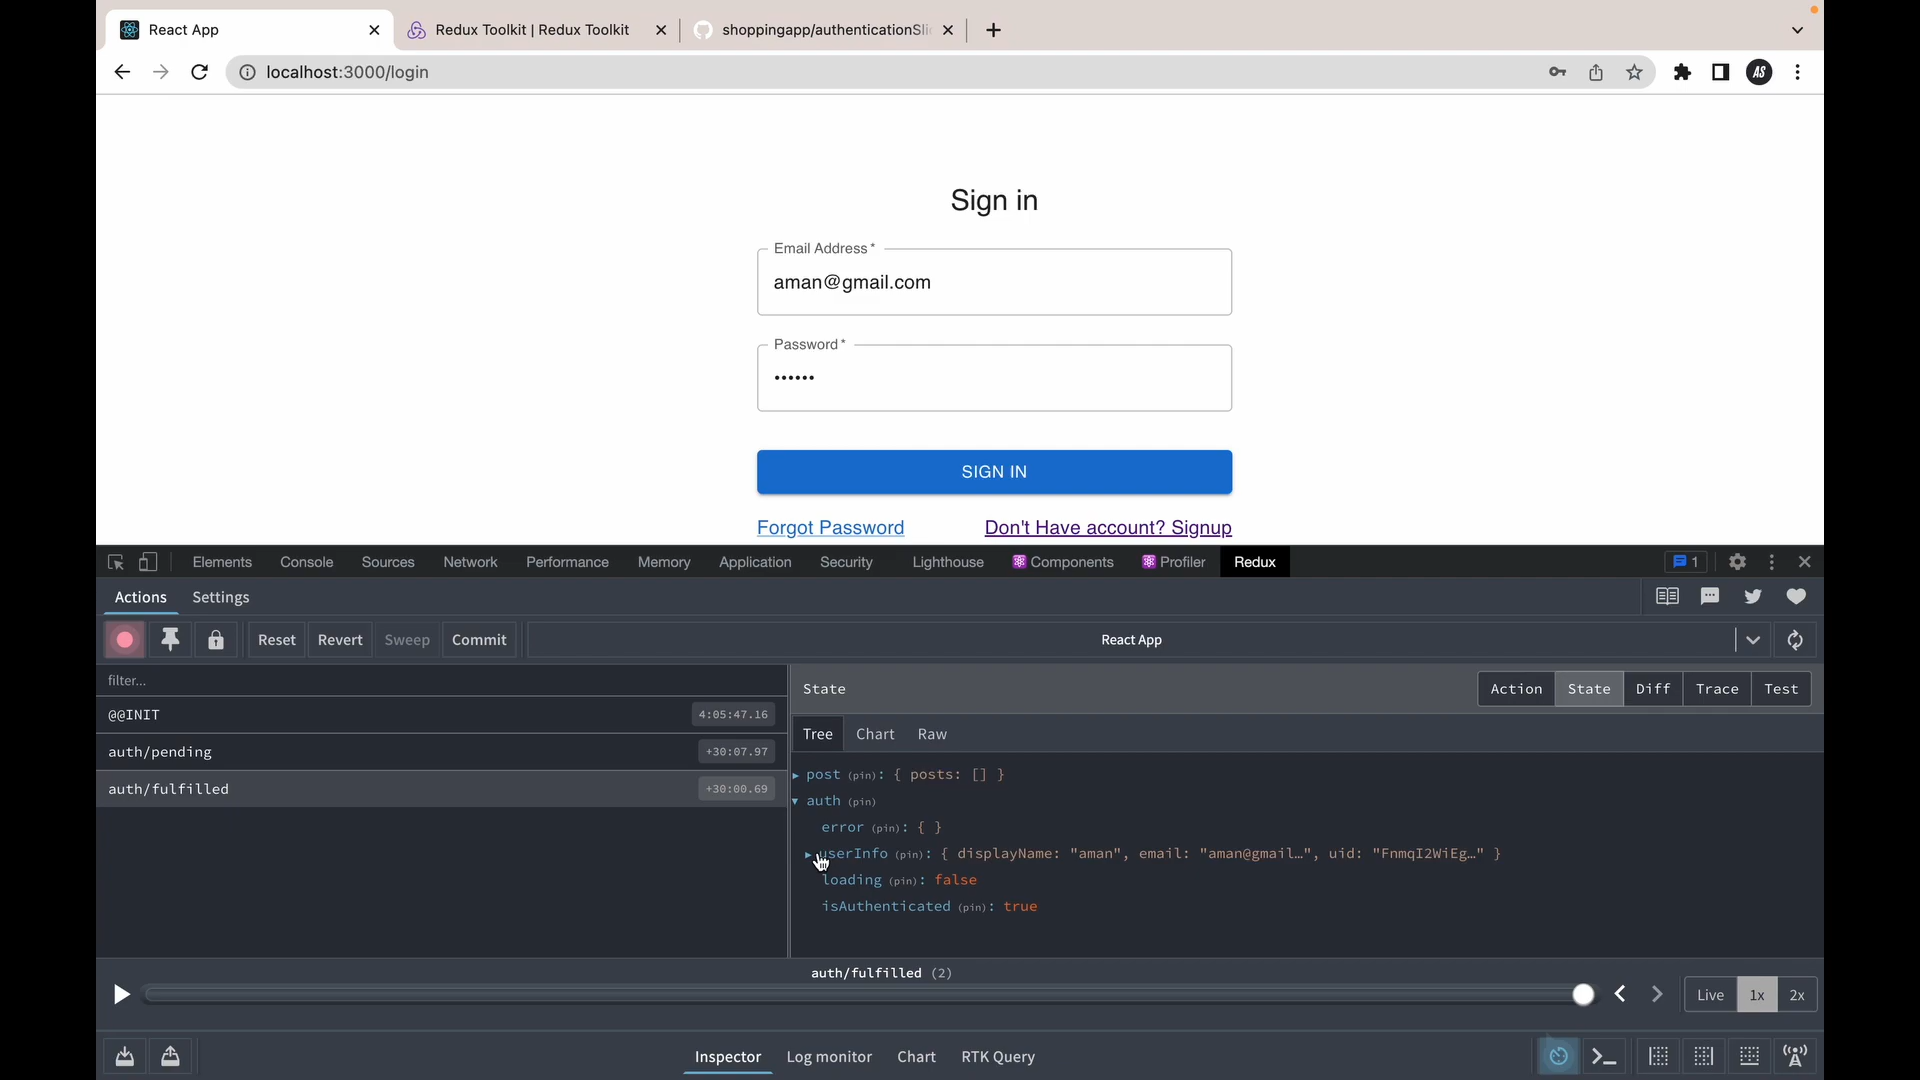 React App
Redux Toolkit | Redux Toolkit
shoppingapp/authenticationSli
localhost:3000/login
AS
Sign in
Email Address *
aman@gmail.com
Password *
••••••
SIGN IN
Forgot Password
Don't Have account? Signup
Elements
Console
Sources
Network
Performance
Memory
Application
Security
Lighthouse
Components
Profiler
Redux
1
Actions
Settings
Reset
Revert
Sweep
Commit
React App
filter...
@@INIT
4:05:47.16
auth/pending
+30:07.97
auth/fulfilled
+30:00.69
State
Action
State
Diff
Trace
Test
Tree
Chart
Raw
post (pin): { posts: [] }
auth (pin)
error (pin): { }
userInfo (pin): { displayName: "aman", email: "aman@gmail…", uid: "FnmqI2WiEg…" }
loading (pin): false
isAuthenticated (pin): true
auth/fulfilled (2)
Live
1x
2x
Inspector
Log monitor
Chart
RTK Query